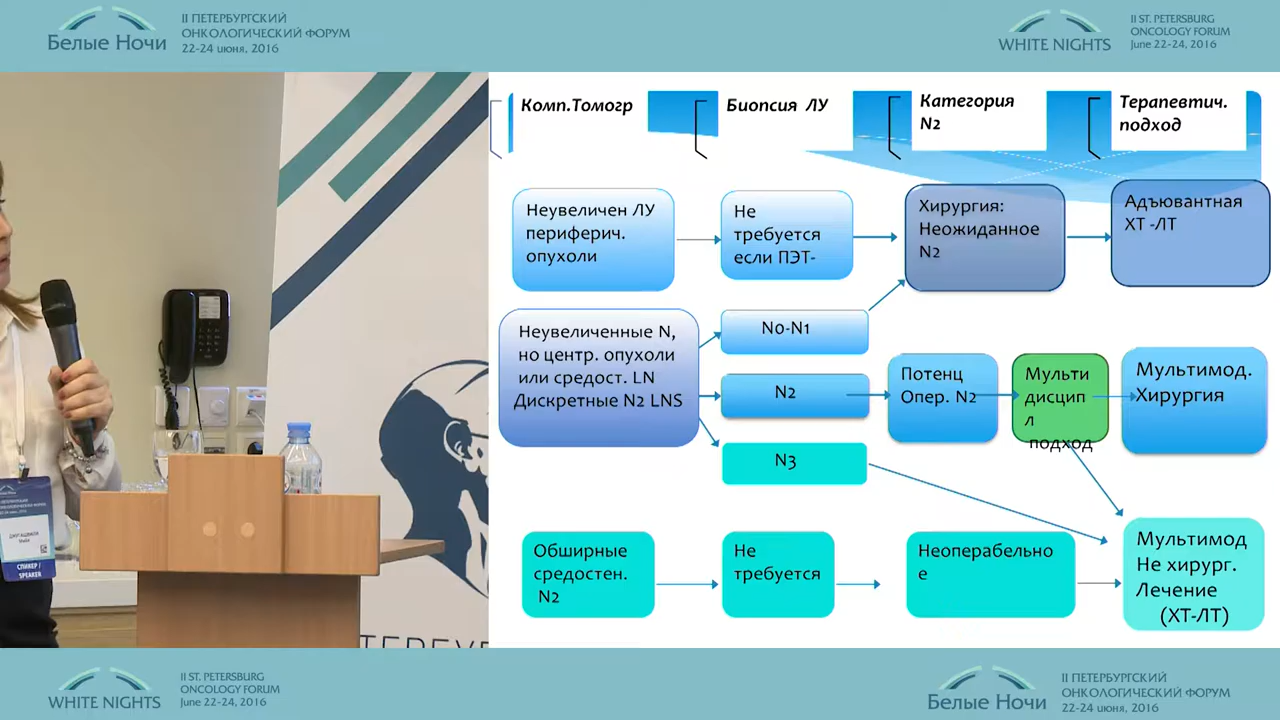 II ПЕТЕРБУРГСКИЙ
ОНКОЛОГИЧЕСКИЙ ФОРУМ
Белые Ночи
22-24 июня, 2016
II ST. PETERSBURG
ONCOLOGY FORUM
WHITE NIGHTS
June 22-24, 2016
Комп.Томогр
Биопсия ЛУ
Категория
N2
Терапевтич.
подход
Неувеличен ЛУ
периферич.
опухоли
Не
требуется
если ПЭТ-
Хирургия:
Неожиданное
N2
Адъювантная
ХТ -ЛТ
Неувеличенные N,
но центр. опухоли
или средост. LN
Дискретные N2 LNS
N0-N1
N2
N3
Потенц
Опер. N2
Мульти
дисцип
л
подход
Мультимод.
Хирургия
Обширные
средостен.
N2
Не
требуется
Неоперабельно
е
Мультимод
Не хирург.
Лечение
(ХТ-ЛТ)
СПИКЕР /
SPEAKER
WHITE NIGHTS
II ST. PETERSBURG
ONCOLOGY FORUM
June 22-24, 2016
Белые Ночи
II ПЕТЕРБУРГСКИЙ
ОНКОЛОГИЧЕСКИЙ ФОРУМ
22-24 июня, 2016